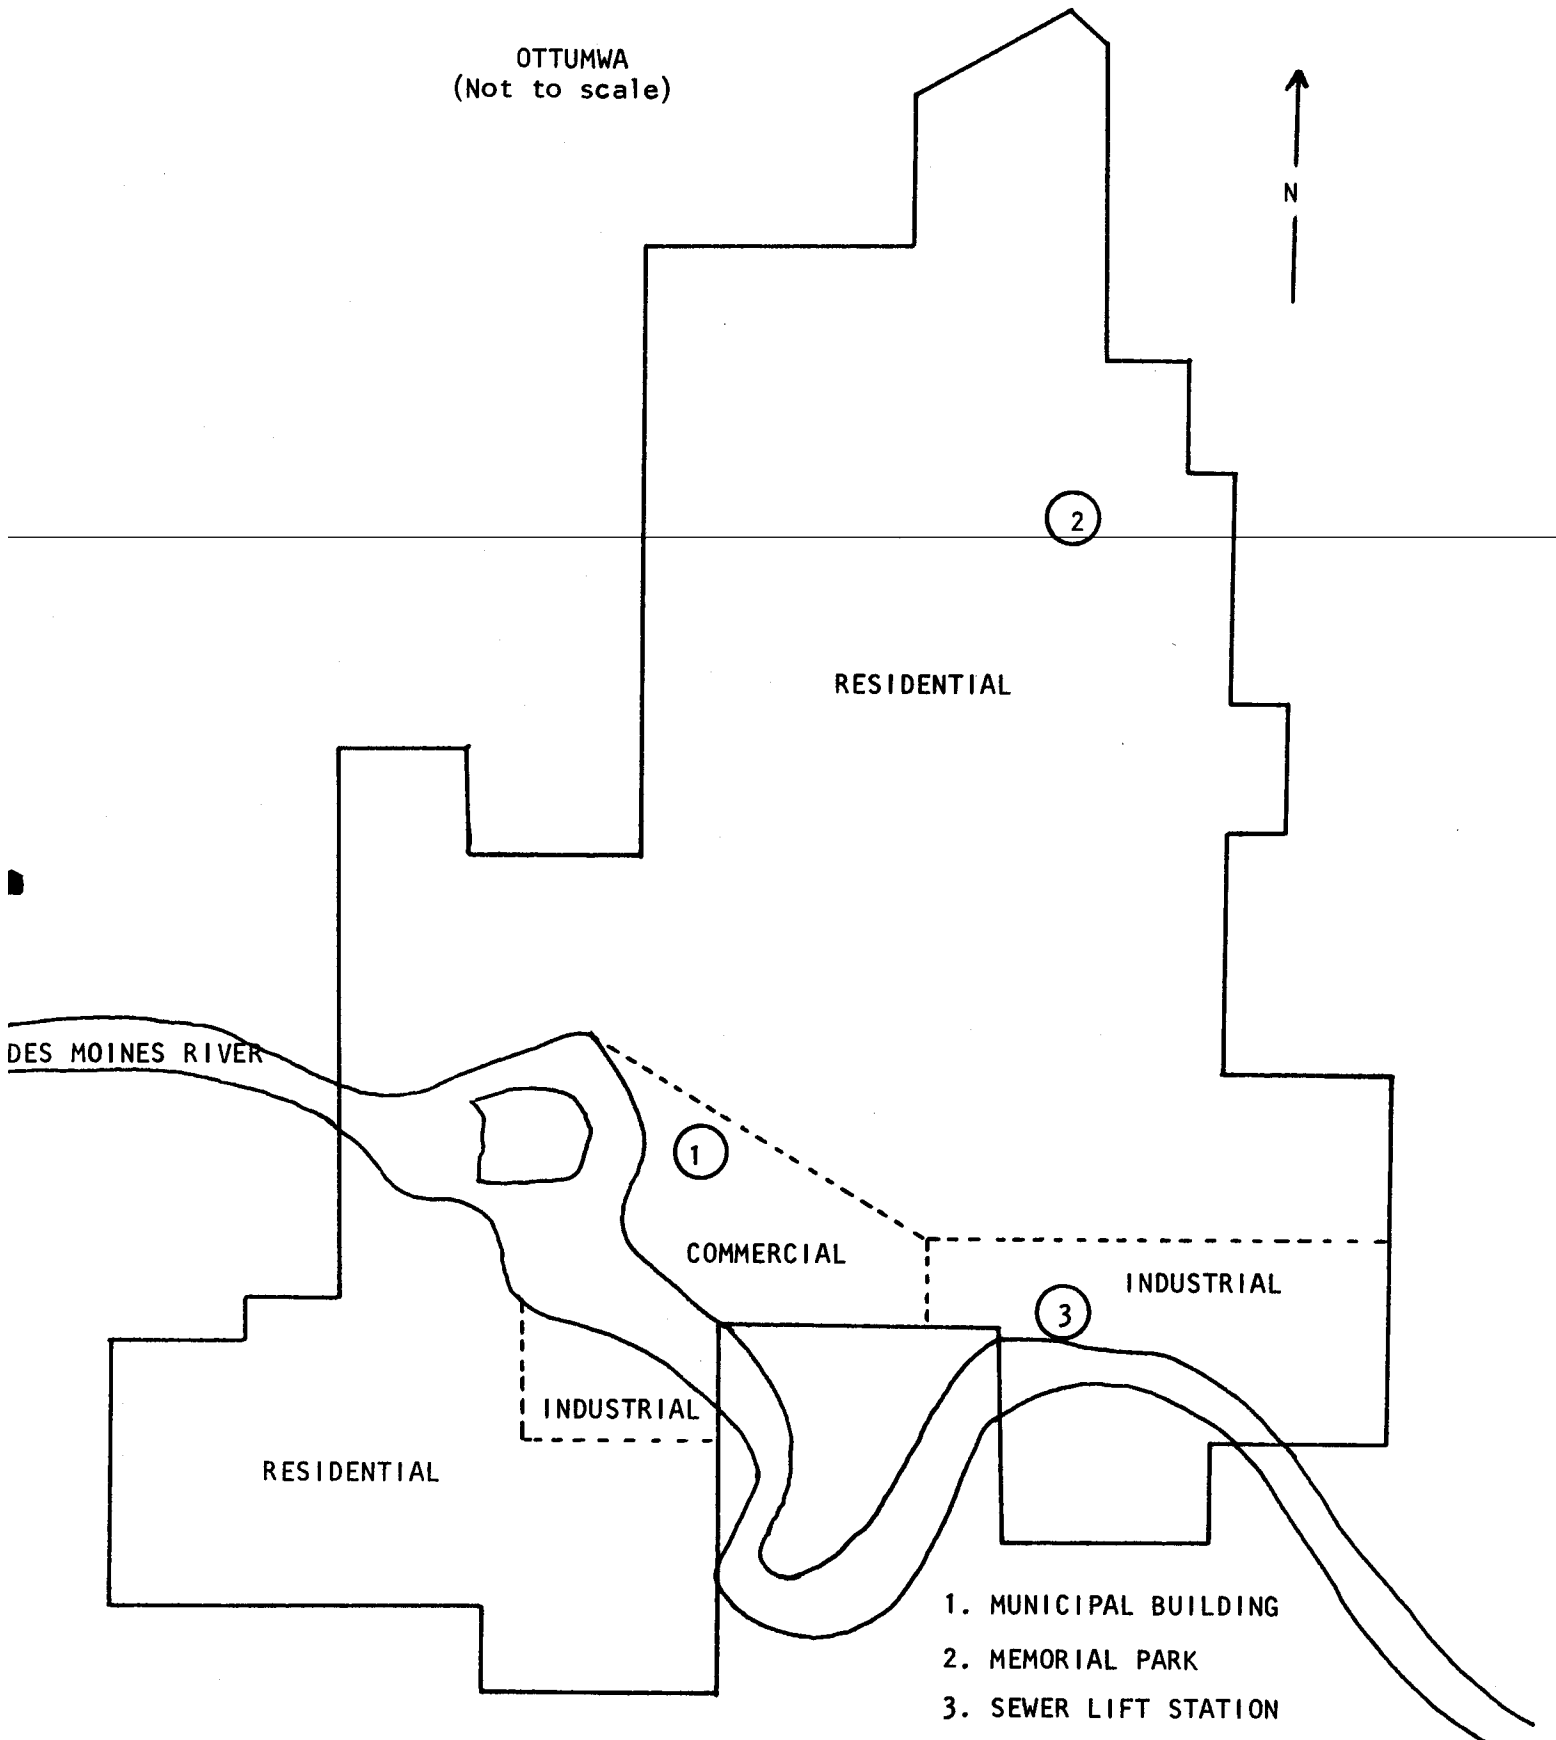 OTTUMWA
(Not to scale)
N
2
RESIDENTIAL
DES MOINES RIVER
1
COMMERCIAL
INDUSTRIAL
3
INDUSTRIAL
RESIDENTIAL
1. MUNICIPAL BUILDING
2. MEMORIAL PARK
3. SEWER LIFT STATION